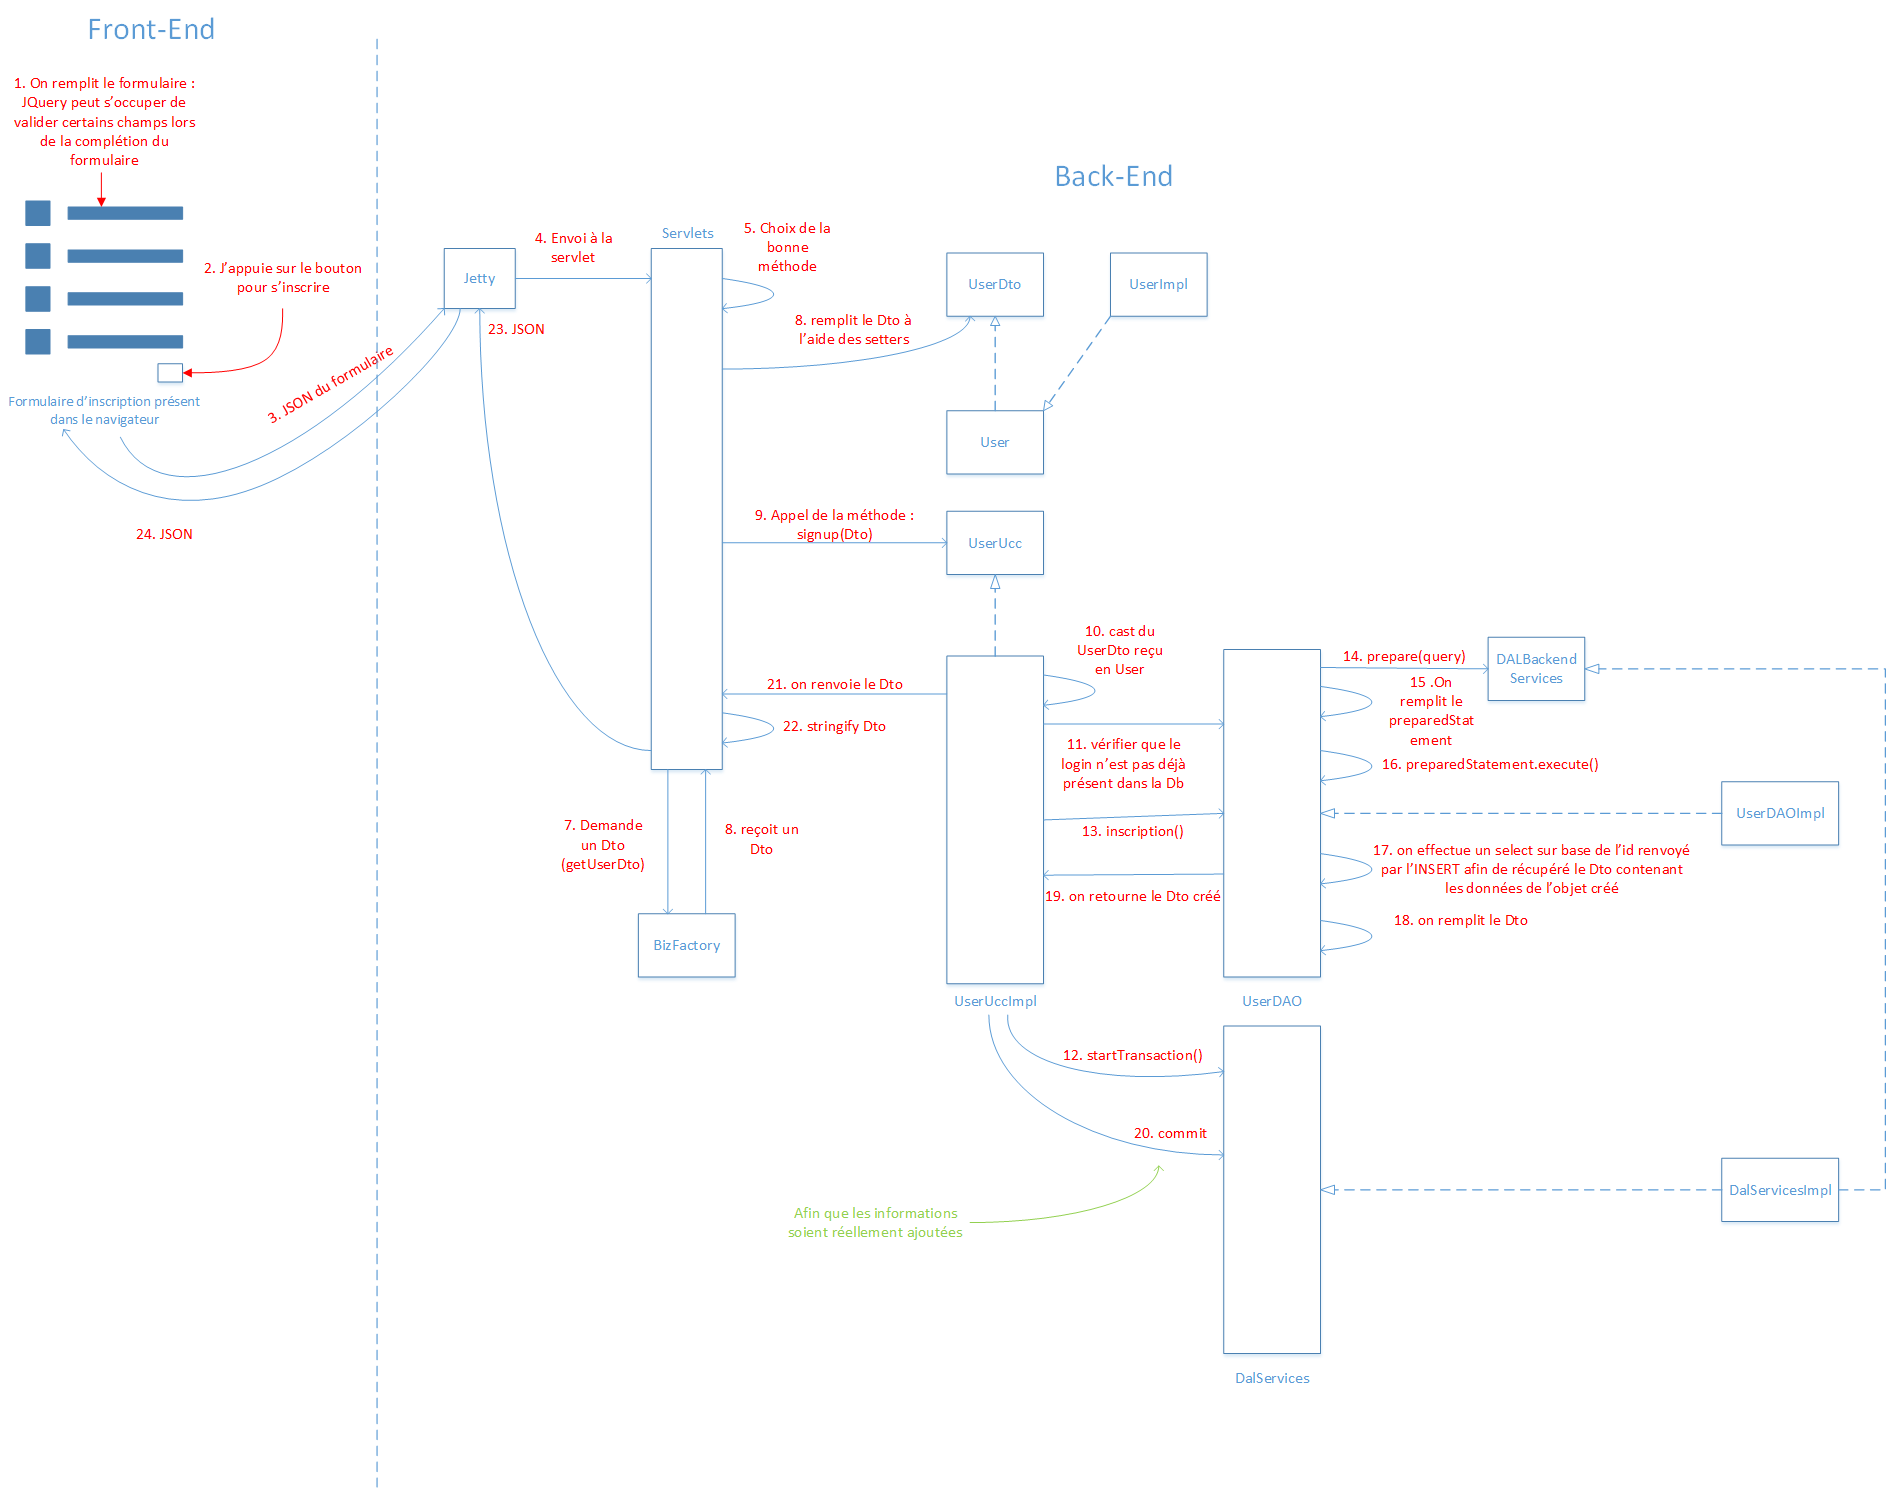 Front-End
1. On remplit le formulaire :
JQuery peut s’occuper de
valider certains champs lors
de la complétion du
formulaire
2. J’appuie sur le bouton
pour s’inscrire
Formulaire d’inscription présent
dans le navigateur
3. JSON du formulaire
24. JSON
Back-End
Jetty
4. Envoi à la
servlet
23. JSON
Servlets
5. Choix de la
bonne
méthode
8. remplit le Dto à
l’aide des setters
UserDto
UserImpl
User
9. Appel de la méthode :
signup(Dto)
UserUcc
10. cast du
UserDto reçu
en User
21. on renvoie le Dto
22. stringify Dto
11. vérifier que le
login n’est pas déjà
présent dans la Db
13. inscription()
19. on retourne le Dto créé
14. prepare(query)
DALBackend
Services
15 .On
remplit le
preparedStat
ement
16. preparedStatement.execute()
UserDAOImpl
17. on effectue un select sur base de l’id renvoyé
par l’INSERT afin de récupéré le Dto contenant
les données de l’objet créé
18. on remplit le Dto
7. Demande
un Dto
(getUserDto)
8. reçoit un
Dto
BizFactory
UserUccImpl
UserDAO
12. startTransaction()
20. commit
Afin que les informations
soient réellement ajoutées
DalServicesImpl
DalServices